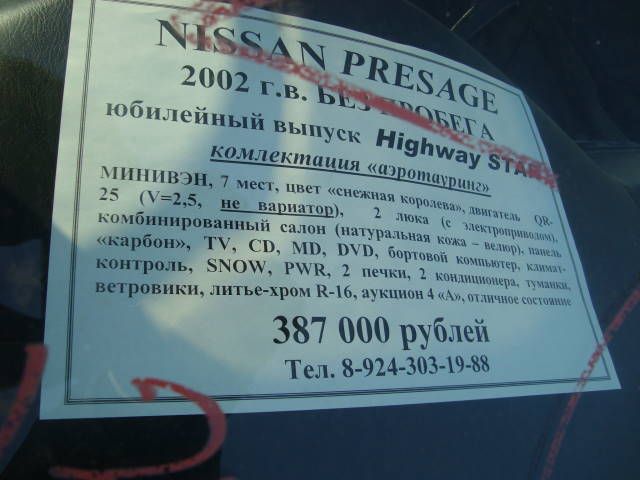 NISSAN PRESAGE
2002 г.в. БЕЗ ПРОБЕГА
юбилейный выпуск Highway STAR
комлектация «аэротауринг»
МИНИВЭН, 7 мест, цвет «снежная королева», двигатель QR-
25 (V=2,5, не вариатор), 2 люка (с электроприводом),
комбинированный салон (натуральная кожа – велюр), панель
«карбон», TV, CD, MD, DVD, бортовой компьютер, климат-
контроль, SNOW, PWR, 2 печки, 2 кондиционера, туманки,
ветровики, литье-хром R-16, аукцион 4 «А», отличное состояние
387 000 рублей
Тел. 8-924-303-19-88